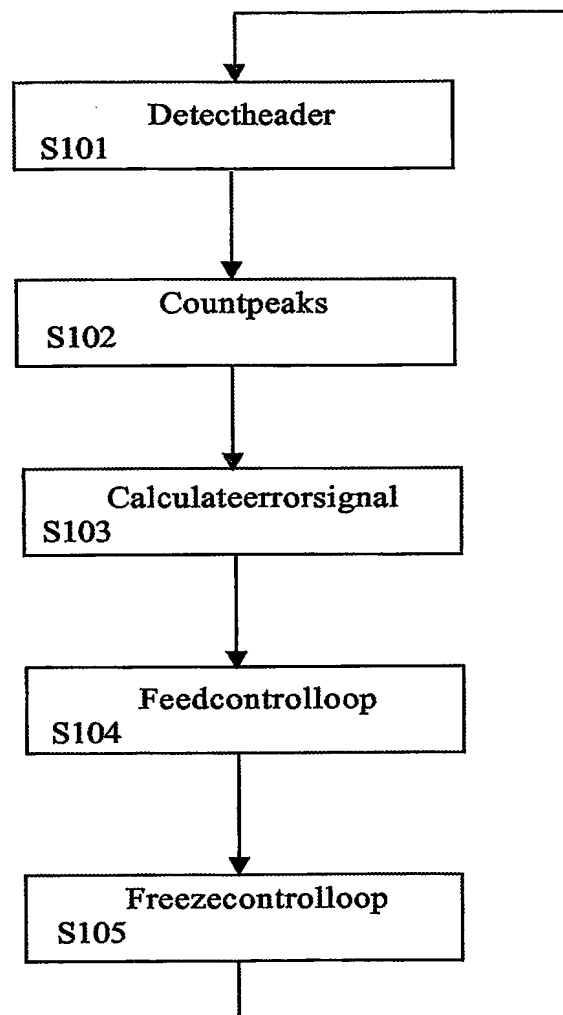 Detectheader
S101
Countpeaks
S102
Calculateerrorsignal
S103
Feedcontrolloop
S104
Freezecontrolloop
S105